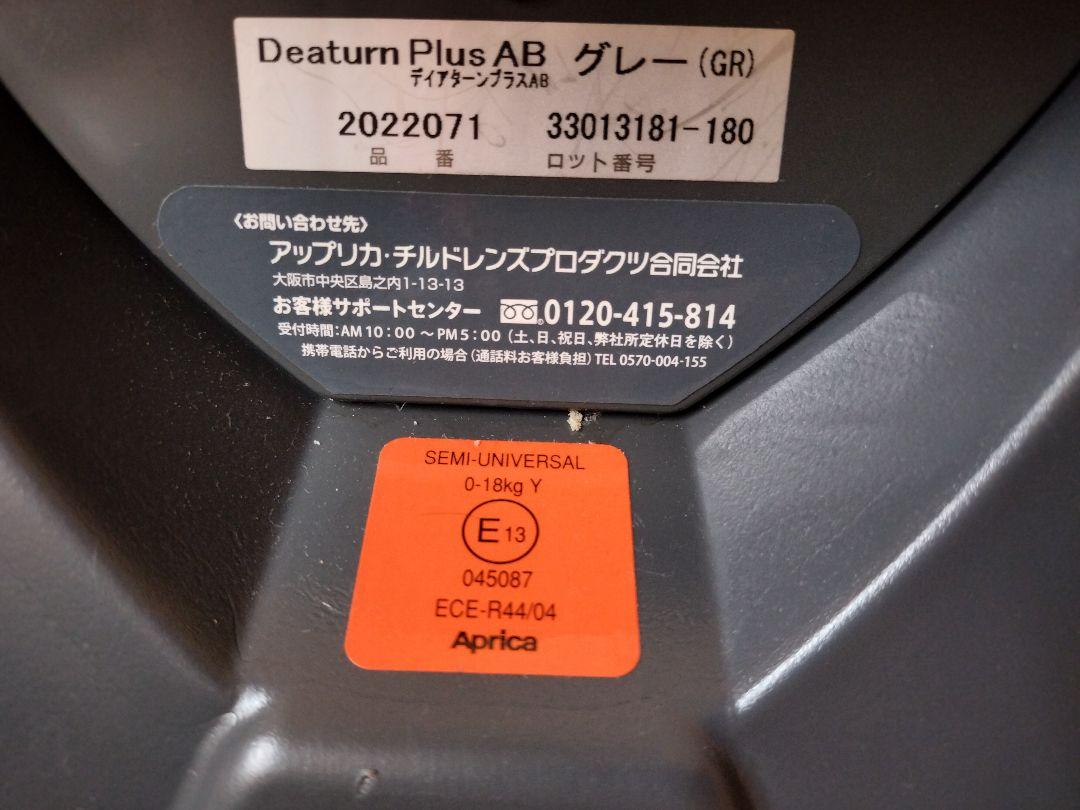 Deaturn Plus AB グレー(GR)
デイアターンプラスAB
2022071 33013181-180
品 番 ロット番号
〈お問い合わせ先〉
アップリカ・チルドレンズプロダクツ合同会社
大阪市中央区島之内1-13-13
お客様サポートセンター 0120-415-814
受付時間:AM10:00 ～PM5:00(土、日、祝日、弊社所定休日を除く)
携帯電話からご利用の場合(通話料お客様負担)TEL 0570-004-155
SEMI-UNIVERSAL
0-18kg Y
E 13
045087
ECE-R44/04
Aprica